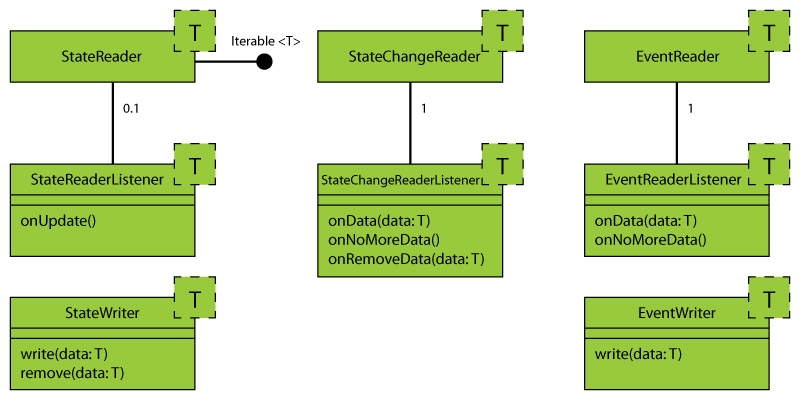 T
StateReader
Iterable <T>
0.1
T
StateReaderListener
onUpdate()
T
StateWriter
write(data: T)
remove(data: T)
T
StateChangeReader
1
T
StateChangeReaderListener
onData(data: T)
onNoMoreData()
onRemoveData(data: T)
T
EventReader
1
T
EventReaderListener
onData(data: T)
onNoMoreData()
T
EventWriter
write(data: T)